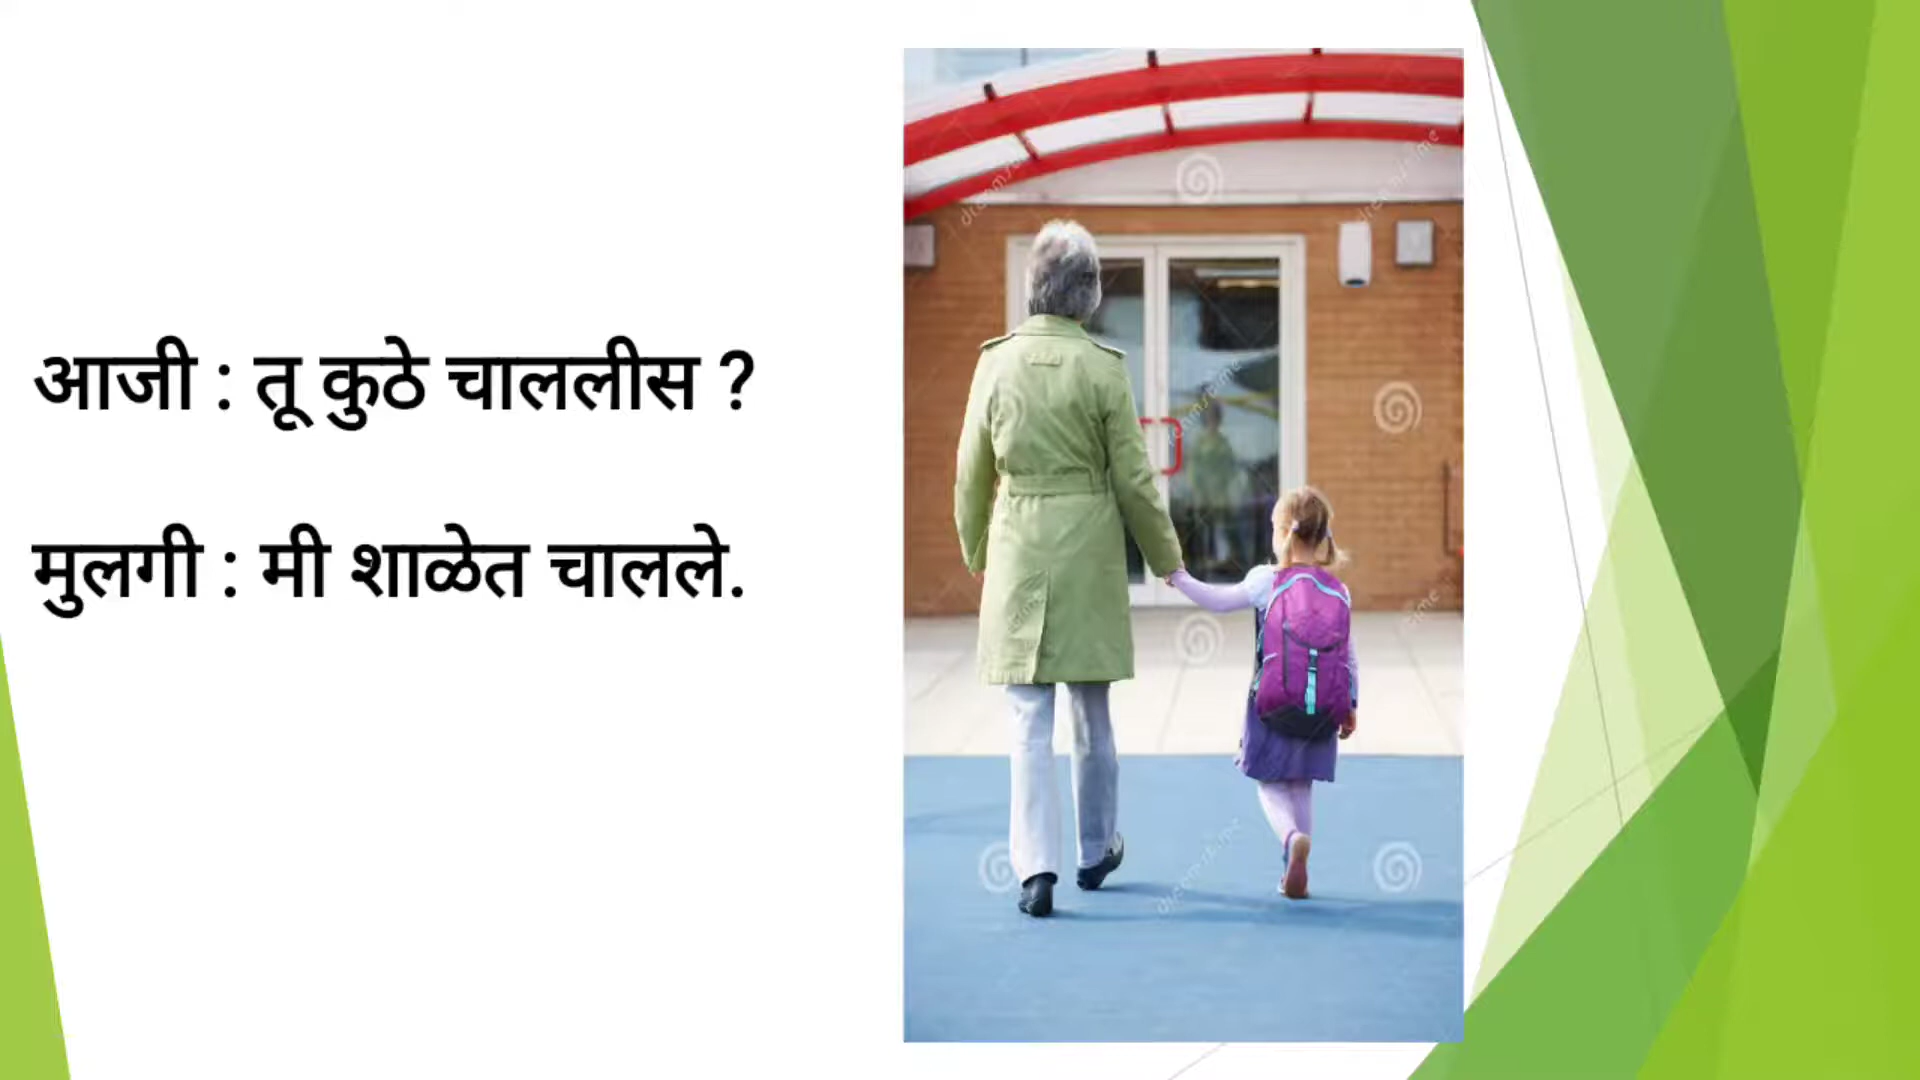 आजी : तू कुठे चाललीस ?
मुलगी : मी शाळेत चालले.